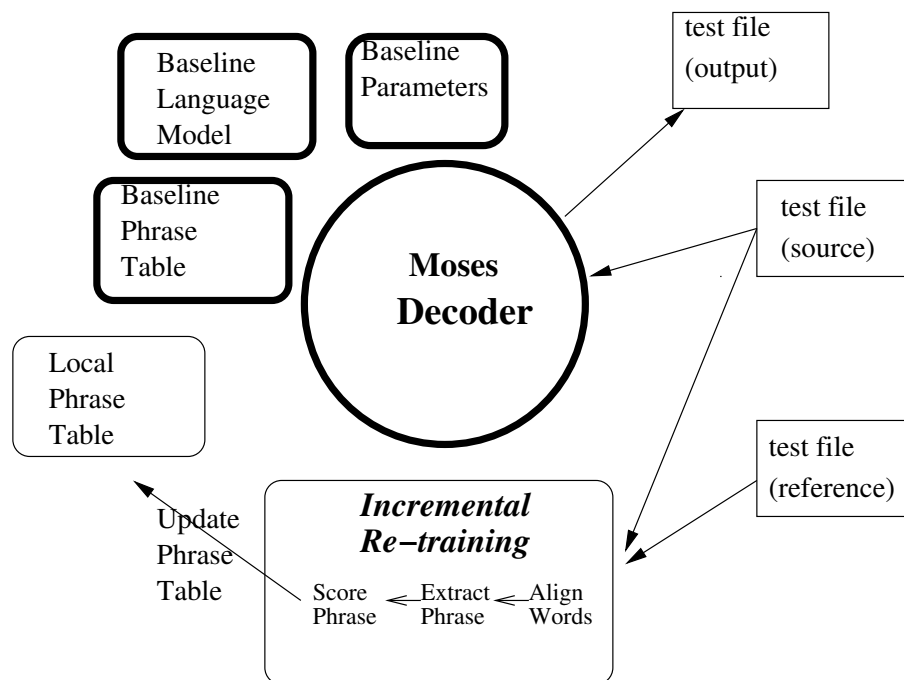 Baseline
Language
Model
Baseline
Parameters
test file
(output)
Baseline
Phrase
Table
Moses
Decoder
test file
(source)
Local
Phrase
Table
test file
(reference)
Update
Phrase
Table
Incremental
Re−training
Score
Phrase
Extract
Phrase
Align
Words